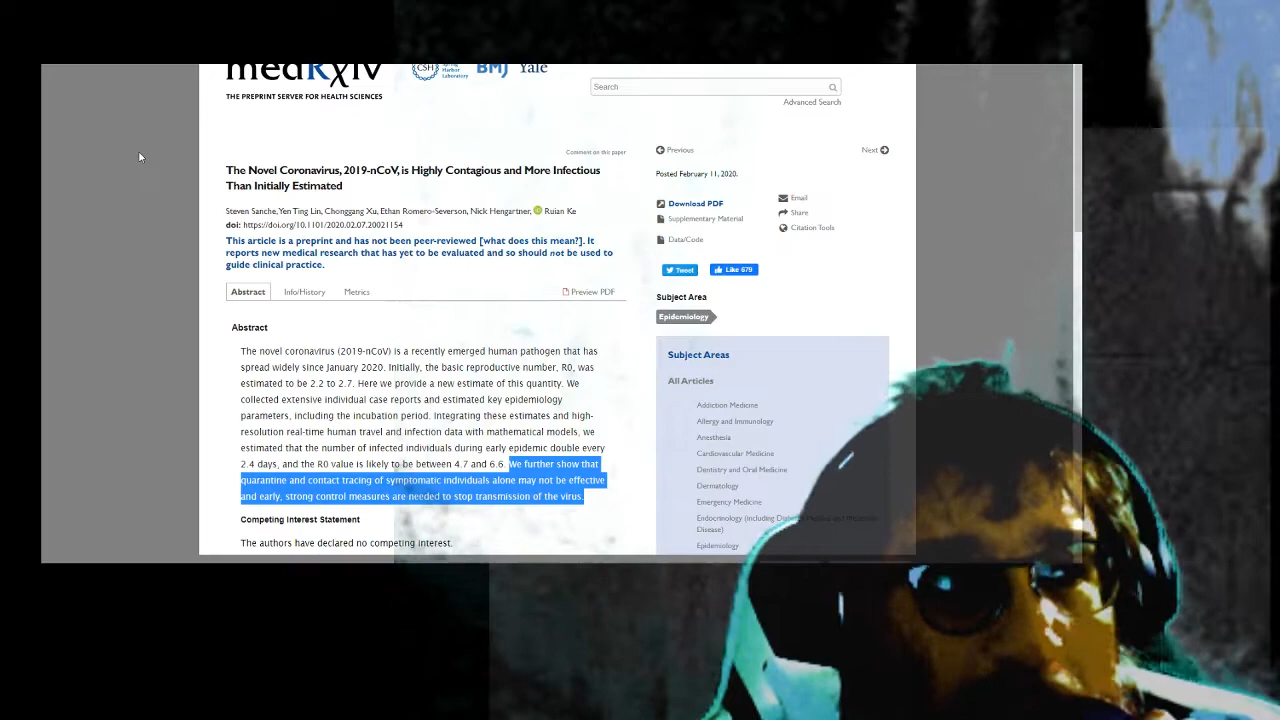 medRxiv
THE PREPRINT SERVER FOR HEALTH SCIENCES
CSH
Harbor
Laboratory
BMJ
Yale
Search
Advanced Search
Comment on this paper
Previous
Next
The Novel Coronavirus, 2019-nCoV, is Highly Contagious and More Infectious
Than Initially Estimated
Posted February 11, 2020.
Steven Sanche, Yen Ting Lin, Chonggang Xu, Ethan Romero-Severson, Nick Hengartner, Ruian Ke
doi: https://doi.org/10.1101/2020.02.07.20021154
This article is a preprint and has not been peer-reviewed [what does this mean?]. It
reports new medical research that has yet to be evaluated and so should not be used to
guide clinical practice.
Download PDF
Supplementary Material
Data/Code
Email
Share
Citation Tools
Tweet
Like 679
Abstract
Info/History
Metrics
Preview PDF
Subject Area
Epidemiology
Abstract
The novel coronavirus (2019-nCoV) is a recently emerged human pathogen that has
spread widely since January 2020. Initially, the basic reproductive number, R0, was
estimated to be 2.2 to 2.7. Here we provide a new estimate of this quantity. We
collected extensive individual case reports and estimated key epidemiology
parameters, including the incubation period. Integrating these estimates and high-
resolution real-time human travel and infection data with mathematical models, we
estimated that the number of infected individuals during early epidemic double every
2.4 days, and the R0 value is likely to be between 4.7 and 6.6. We further show that
quarantine and contact tracing of symptomatic individuals alone may not be effective
and early, strong control measures are needed to stop transmission of the virus.
Competing Interest Statement
The authors have declared no competing interest.
Subject Areas
All Articles
Addiction Medicine
Allergy and Immunology
Anesthesia
Cardiovascular Medicine
Dentistry and Oral Medicine
Dermatology
Emergency Medicine
Endocrinology (including Diabetes Mellitus and Metabolic
Disease)
Epidemiology